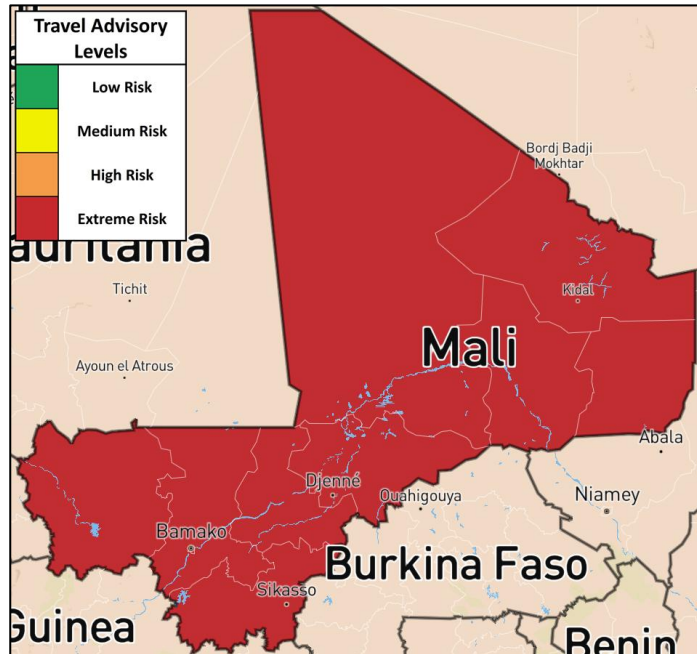 Travel Advisory
Levels
Low Risk
Medium Risk
High Risk
Extreme Risk
Bordj Badji
Mokhtar
auritania
Tichit
Kidal
Mali
Ayoun el Atrous
Abala
Djenné
Ouahigouya
Niamey
Bamako
Burkina Faso
Sikasso
Guinea
Benin